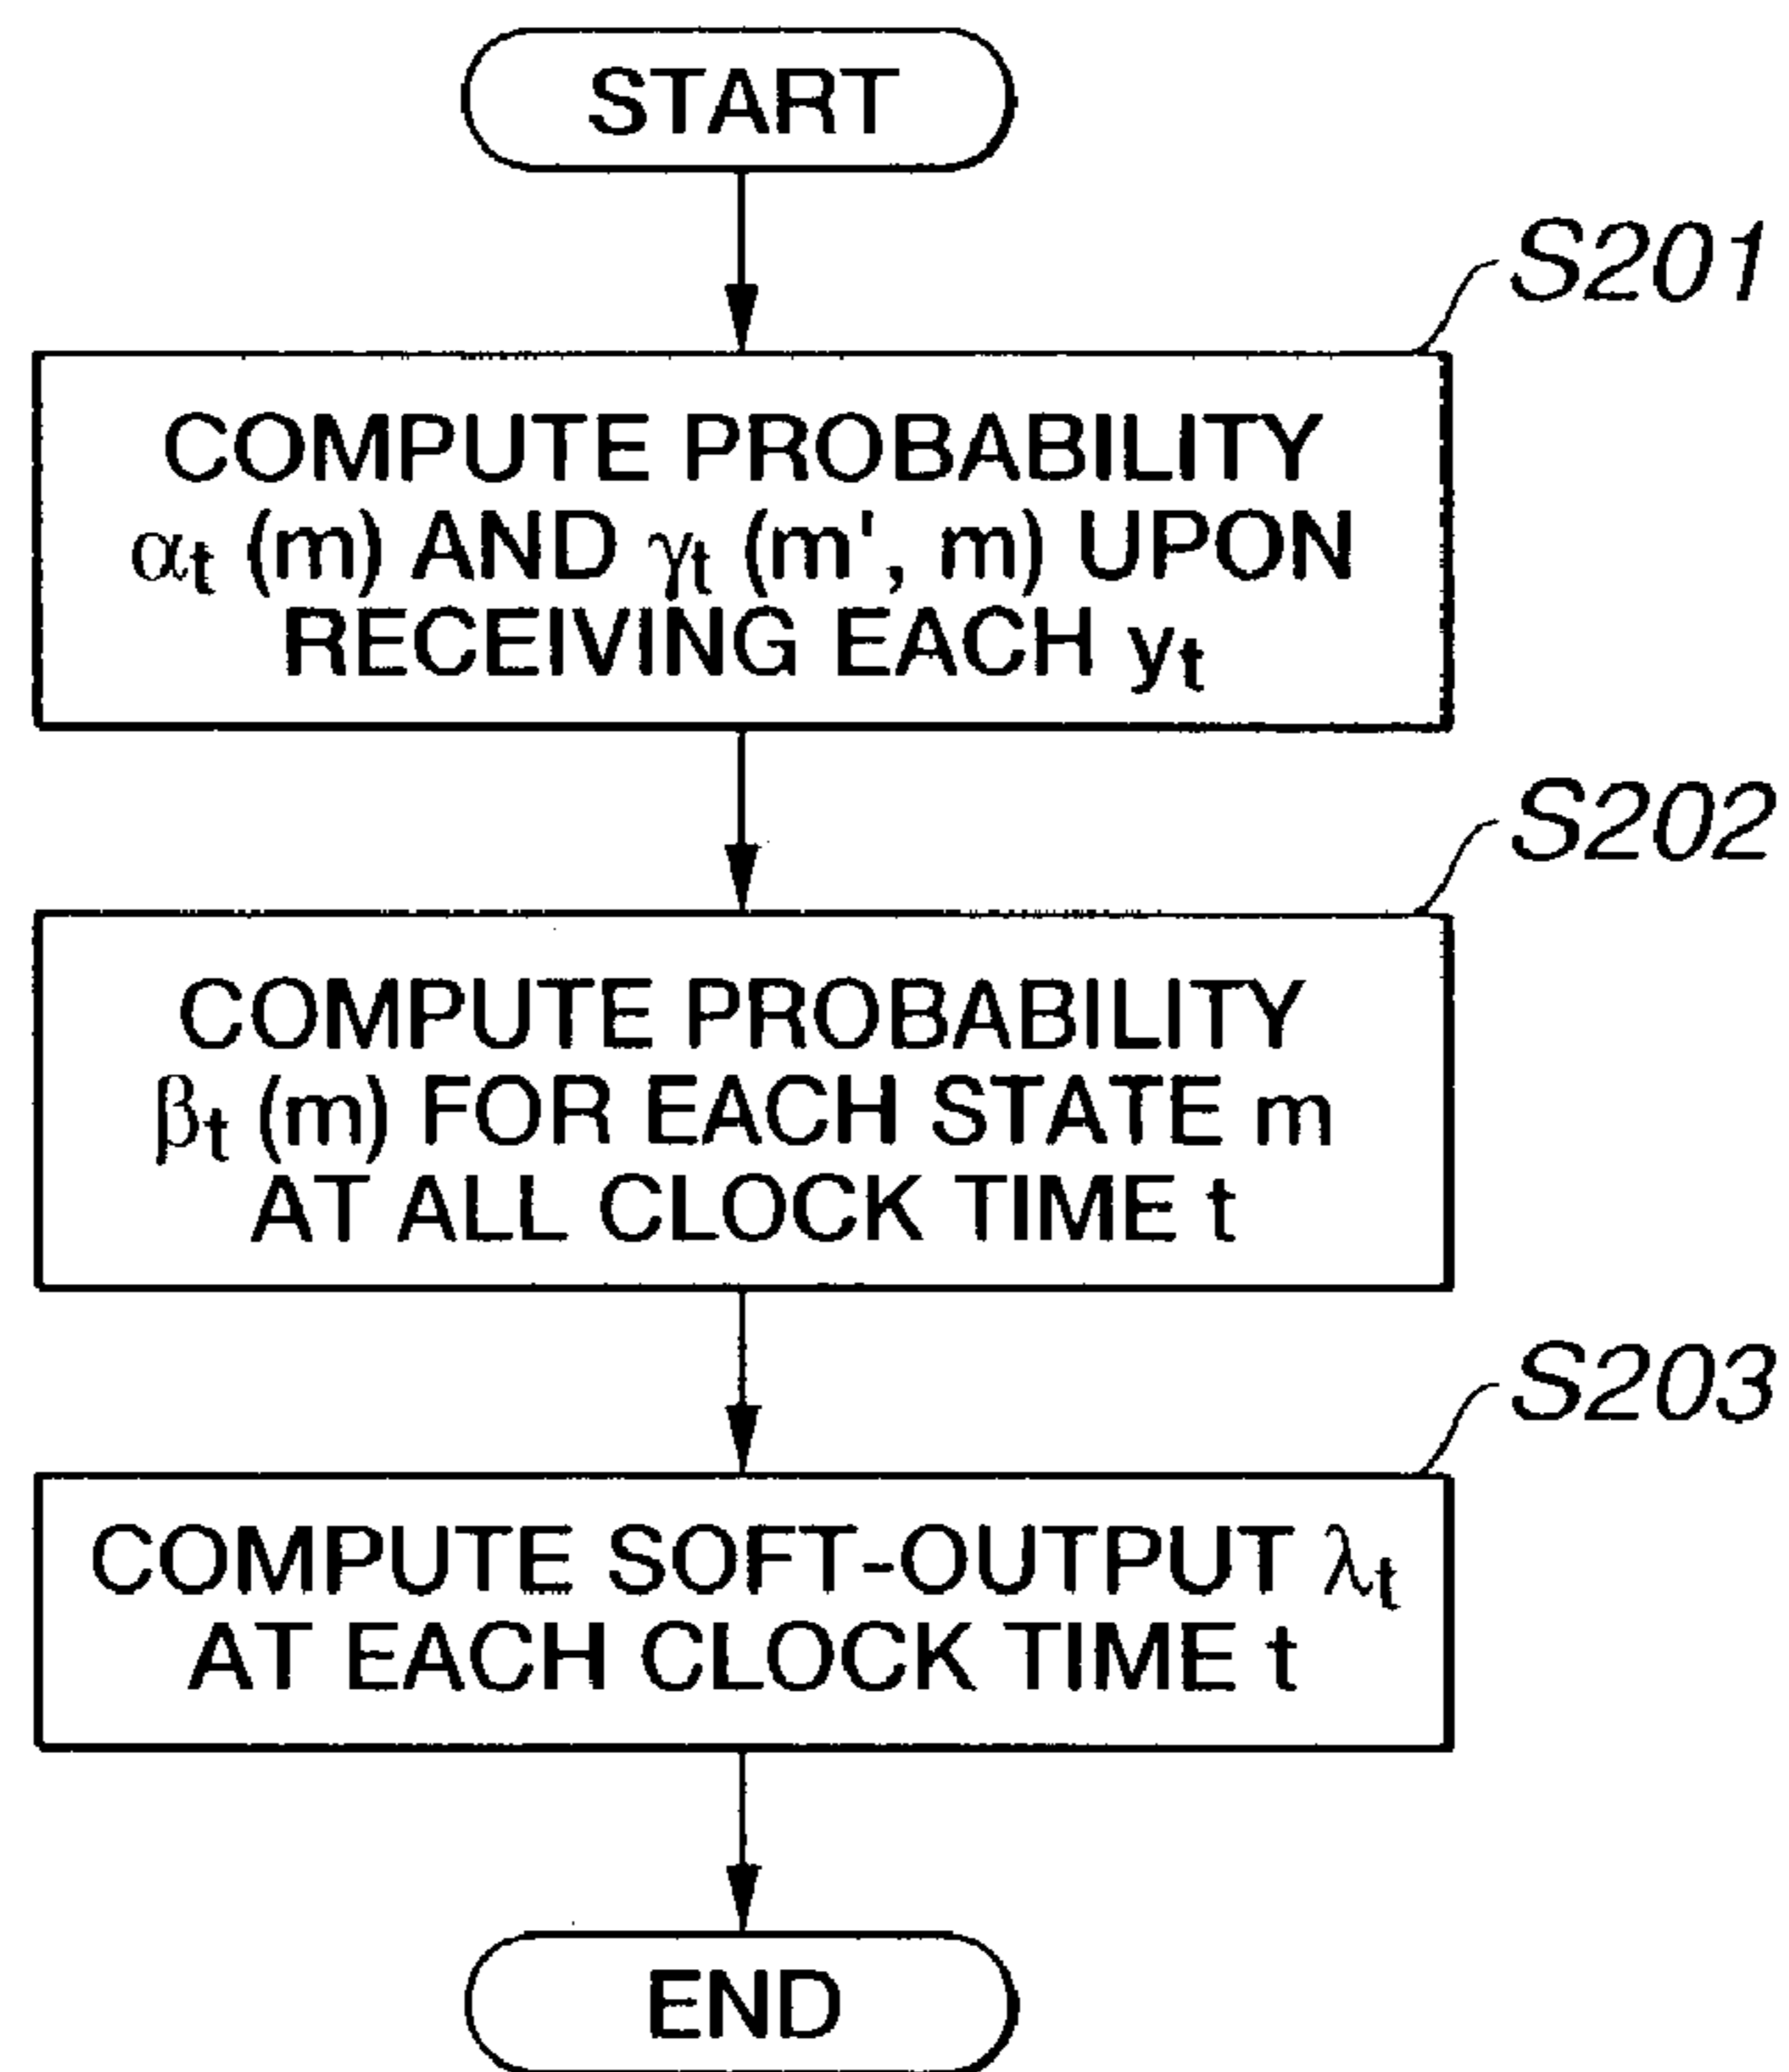 START
S201
COMPUTE PROBABILITY
αt (m) AND γt (m', m) UPON
RECEIVING EACH yt
S202
COMPUTE PROBABILITY
βt (m) FOR EACH STATE m
AT ALL CLOCK TIME t
S203
COMPUTE SOFT-OUTPUT λt
AT EACH CLOCK TIME t
END